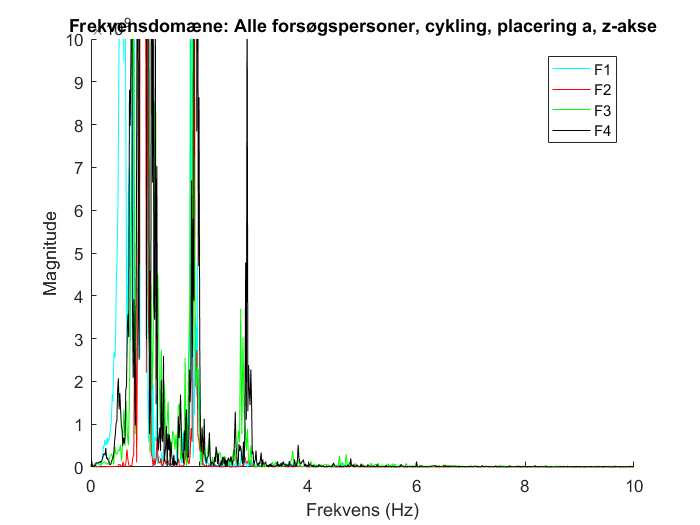 Frekvensdomæne: Alle forsøgspersoner, cykling, placering a, z-akse
10
9
8
7
6
5
4
3
2
1
0
Magnitude
F1
F2
F3
F4
0 2 4 6 8 10
Frekvens (Hz)